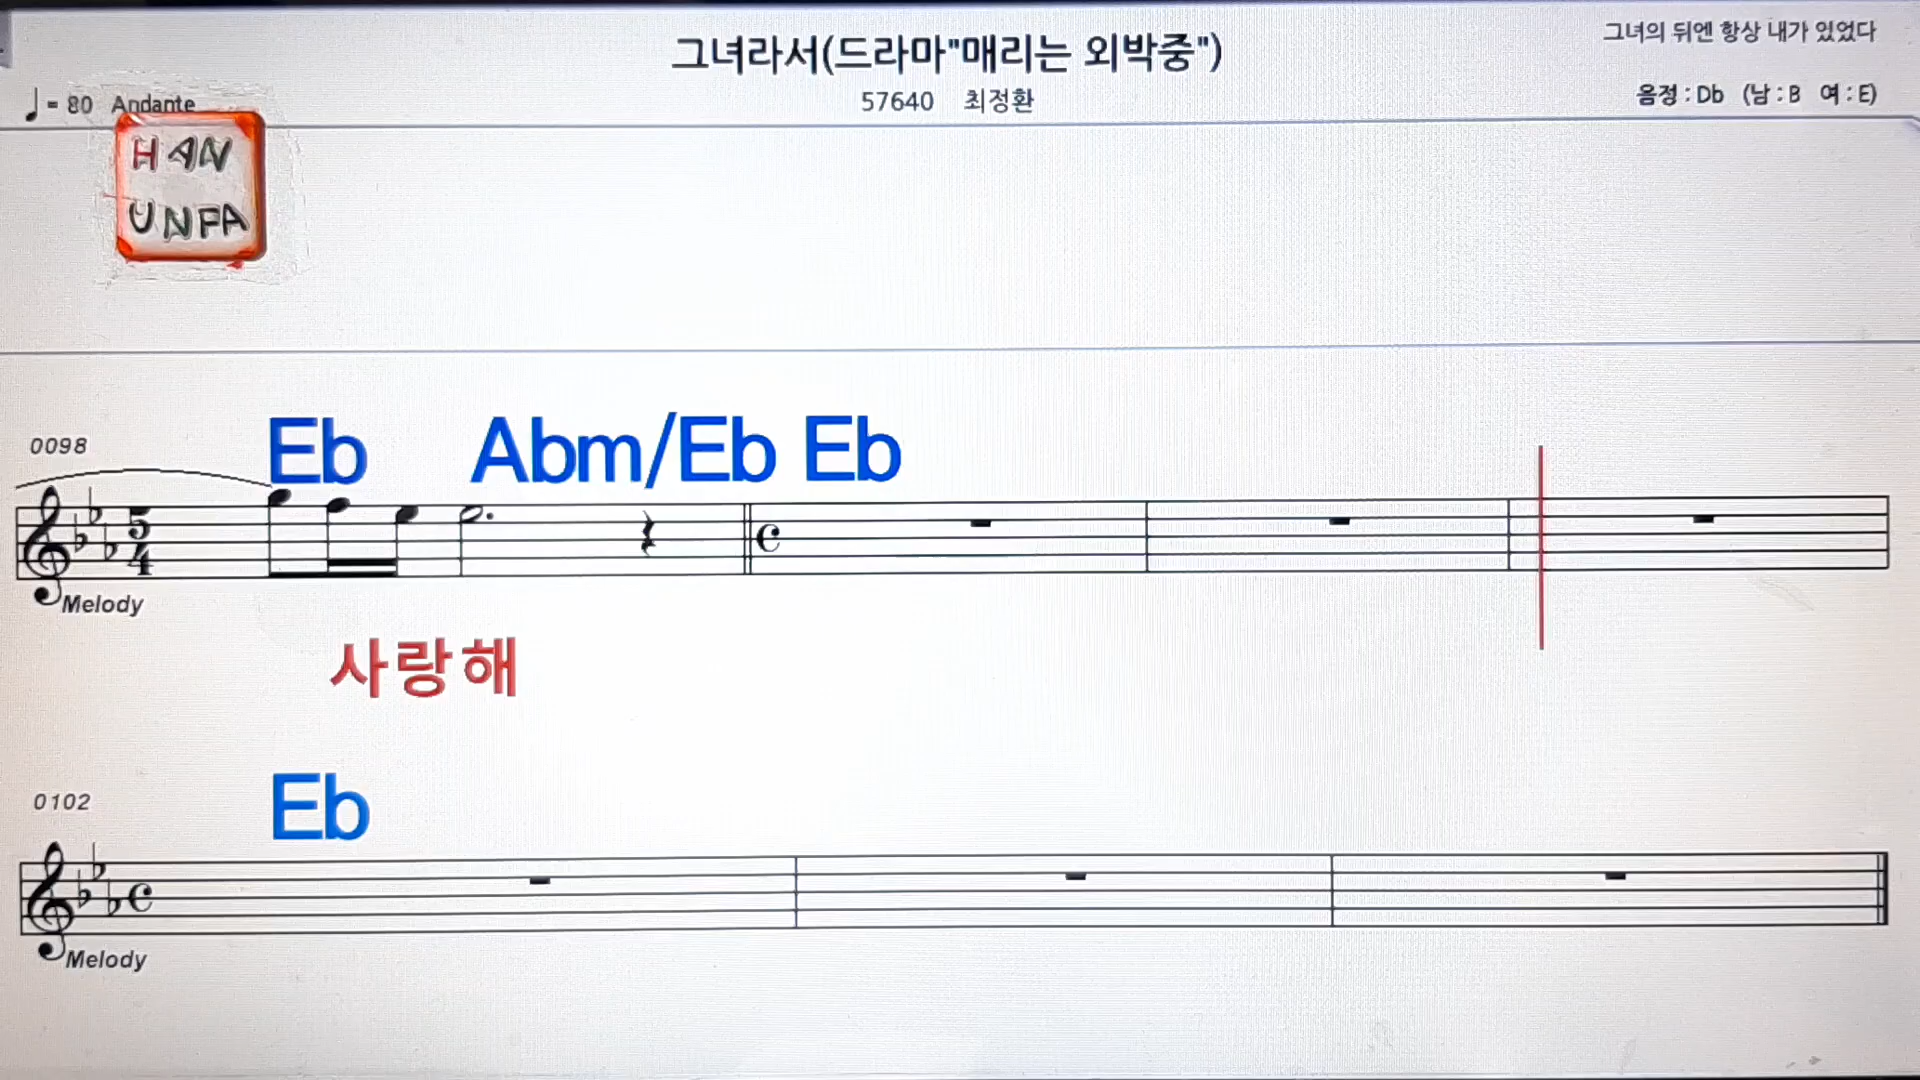 그녀라서(드라마"매리는 외박중")
그녀의 뒤엔 항상 내가 있었다
♩= 80 Andante
57640 최정환
음정 : Db (남 : B 여 : E)
HAN
UNFA
0098
Eb Abm/Eb Eb
5
4
Melody
사랑해
0102
Eb
Melody